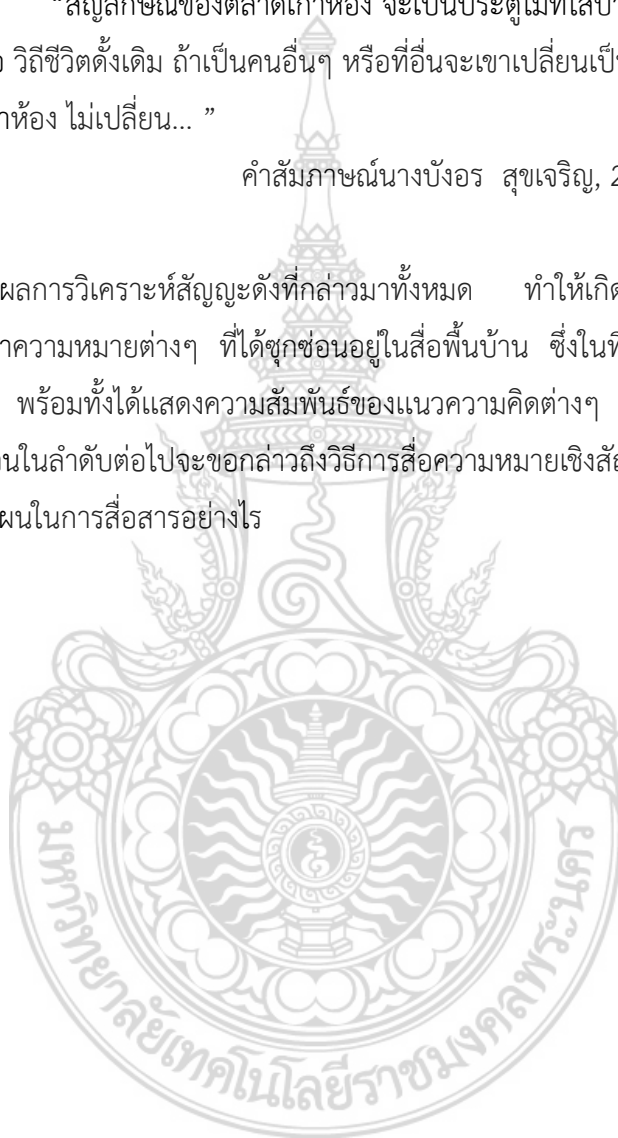 “สัญลักษณ์ของตลาดเก้าห้อง จะเป็นประตูไม้ที่ใส่บา
อ วิถีชีวิตดั้งเดิม ถ้าเป็นคนอื่นๆ หรือที่อื่นจะเขาเปลี่ยนเป็น
าห้อง ไม่เปลี่ยน... ”
คำสัมภาษณ์นางบังอร สุขเจริญ, 2
ผลการวิเคราะห์สัญญะดังที่กล่าวมาทั้งหมด ทำให้เกิด
าความหมายต่างๆ ที่ได้ซุกซ่อนอยู่ในสื่อพื้นบ้าน ซึ่งในที่
พร้อมทั้งได้แสดงความสัมพันธ์ของแนวความคิดต่างๆ
นในลำดับต่อไปจะขอกล่าวถึงวิธีการสื่อความหมายเชิงสัญ
ผนในการสื่อสารอย่างไร
มหาวิทยาลัยเทคโนโลยีราชมงคลพระนคร